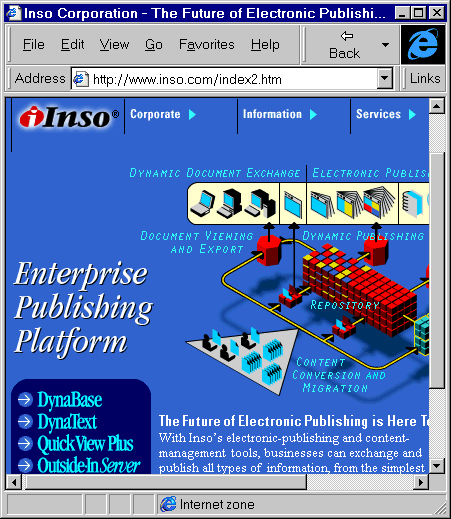 Inso Corporation - The Future of Electronic Publishi...
File Edit View Go Favorites Help
Back
Address http://www.inso.com/index2.htm Links
iInso®
Corporate Information Services
DYNAMIC DOCUMENT EXCHANGE ELECTRONIC PUBLIS
DOCUMENT VIEWING
AND EXPORT
DYNAMIC PUBLISHING
REPOSITORY
Enterprise
Publishing
Platform
CONTENT
CONVERSION AND
MIGRATION
DynaBase
DynaText
Quick View Plus
Outside-In Server
The Future of Electronic Publishing is Here To
With Inso's electronic-publishing and content-
management tools, businesses can exchange and
publish all types of information, from the simplest
Internet zone